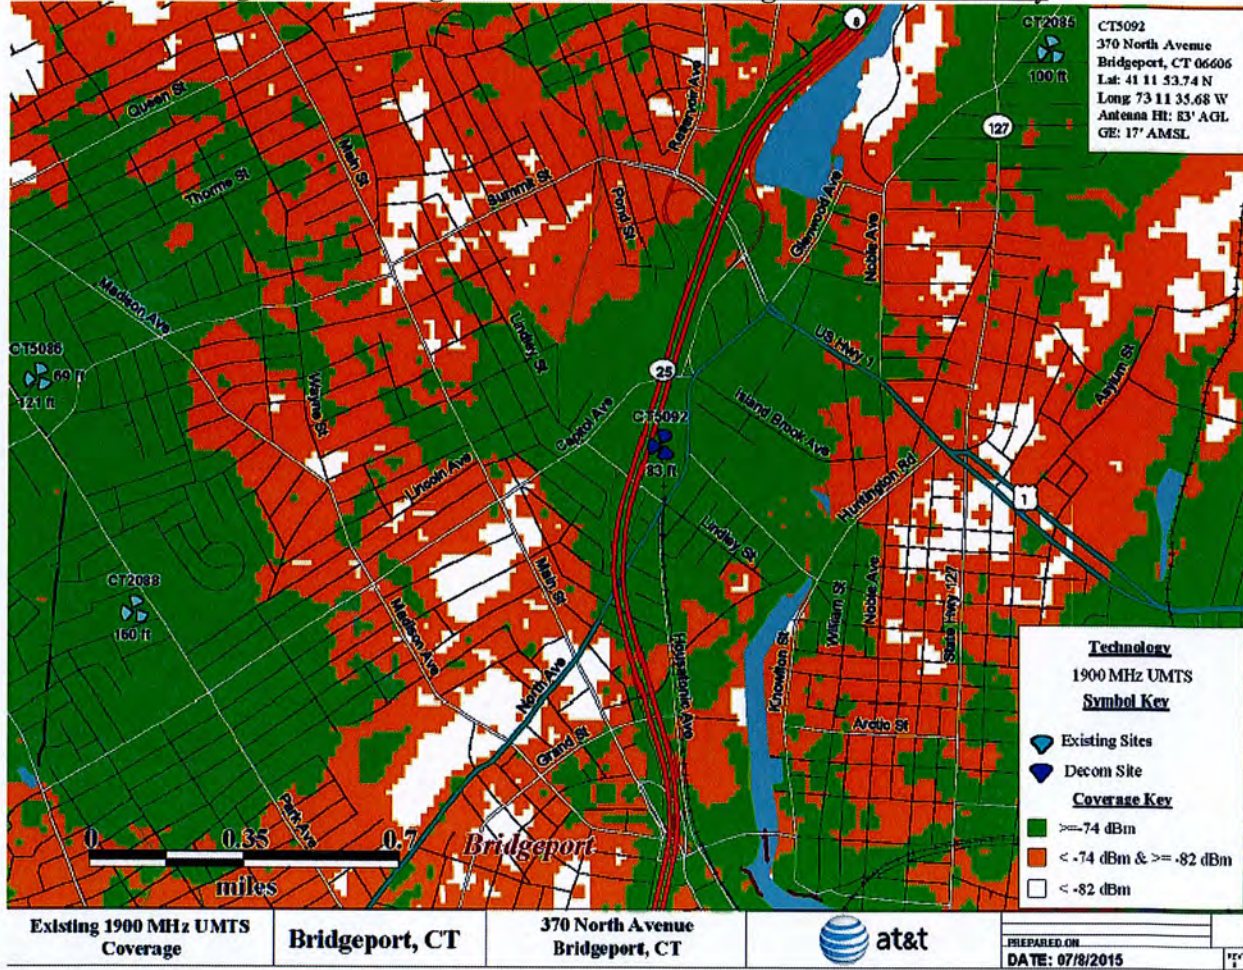 CT2085
100 ft
8
CT5092
370 North Avenue
Bridgeport, CT 06606
Lat: 41 11 53.74 N
Long: 73 11 35.68 W
Antenna Ht: 83' AGL
GE: 17' AMSL
127
Queen St
Main St
Thorme St
Summit St
Pond St
Glenwood Ave
Noble Ave
Madison Ave
Lindley St
US Hwy 1
CT5086
69 ft
121 ft
Wayne St
25
Capitol Ave
CT5092
83 ft
Island Brook Ave
Asylum St
Lincoln Ave
Huntington Rd
1
Lindley St
CT2088
160 ft
Main St
Madison Ave
William St
Noble Ave
State Hwy 127
Housatonic Ave
Knowlton St
North Ave
Grand St
Arctic St
Park Ave
Bridgeport
0 0.35 0.7
miles
Technology
1900 MHz UMTS
Symbol Key
Existing Sites
Decom Site
Coverage Key
>=-74 dBm
< -74 dBm & >= -82 dBm
< -82 dBm
Existing 1900 MHz UMTS
Coverage
Bridgeport, CT
370 North Avenue
Bridgeport, CT
at&t
PREPARED ON
DATE: 07/8/2015